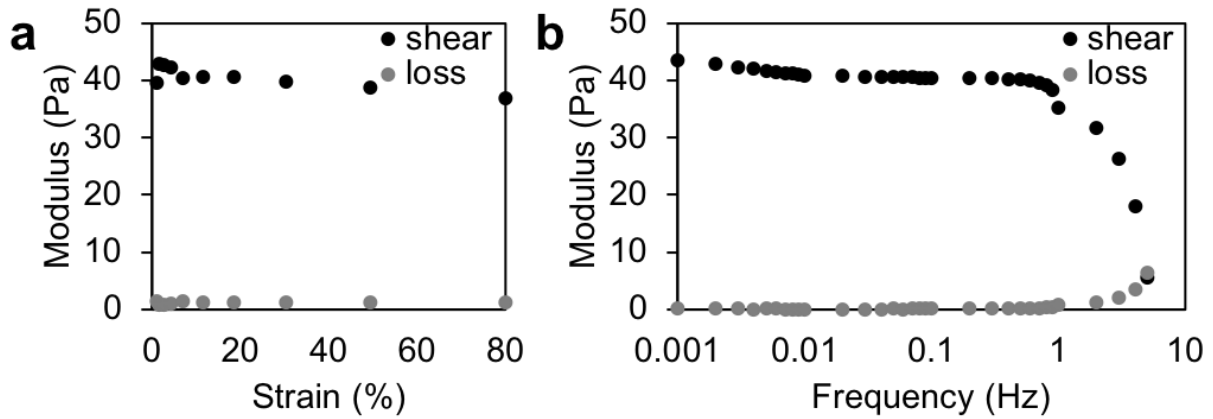 a
50
40
30
20
10
0
Modulus (Pa)
shear
loss
0 20 40 60 80
Strain (%)
b
50
40
30
20
10
0
Modulus (Pa)
shear
loss
0.001 0.01 0.1 1 10
Frequency (Hz)